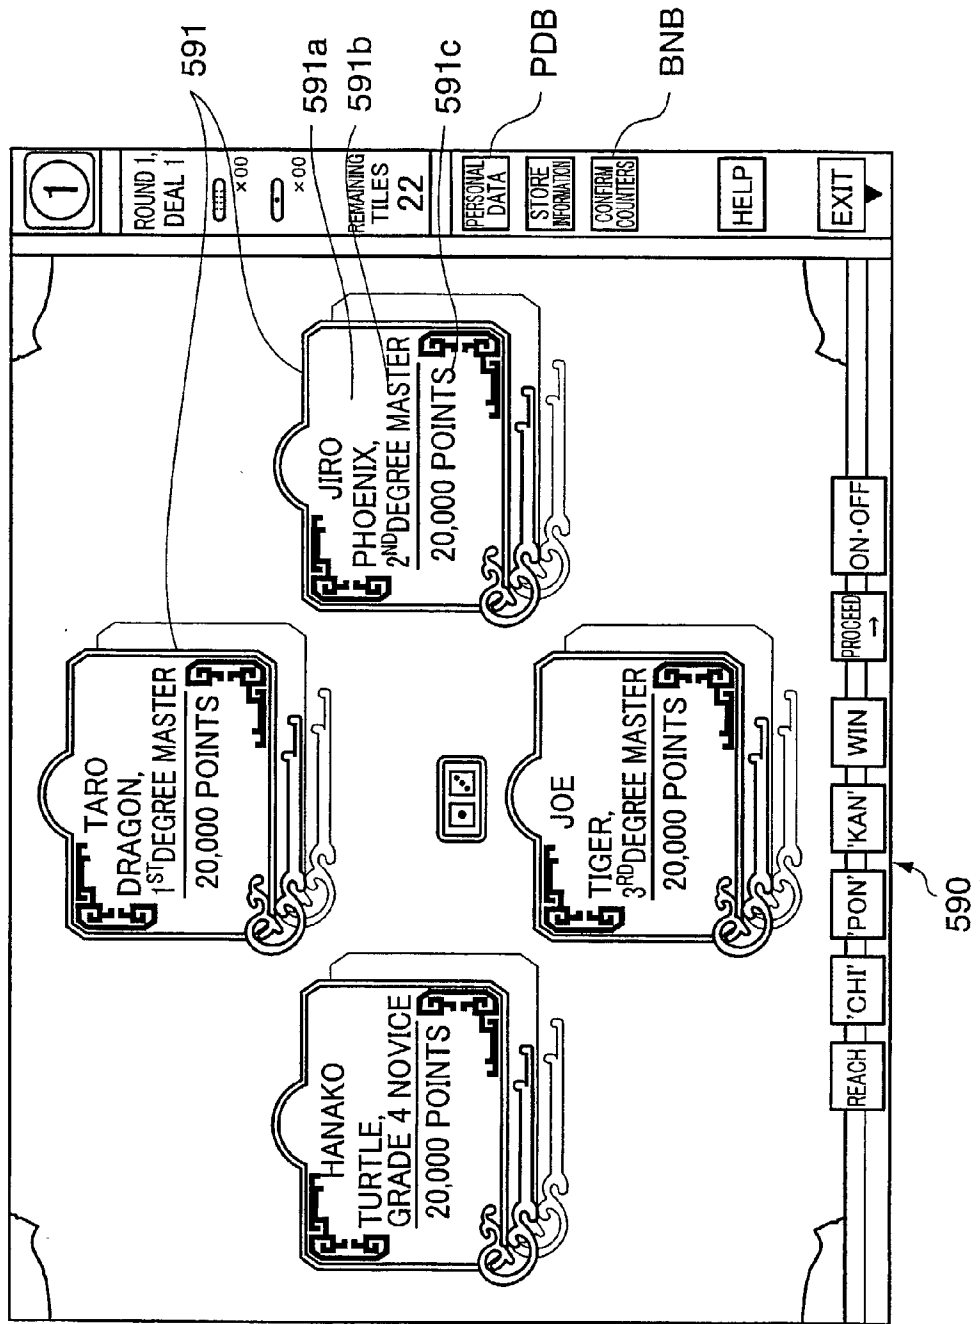 TARO
DRAGON,
1ST DEGREE MASTER
20,000 POINTS
HANAKO
TURTLE,
GRADE 4 NOVICE
20,000 POINTS
JIRO
PHOENIX,
2ND DEGREE MASTER
20,000 POINTS
JOE
TIGER,
3RD DEGREE MASTER
20,000 POINTS
1
ROUND 1,
DEAL 1
×00
×00
REMAINING
TILES
22
PERSONAL
DATA
STORE
INFORMATION
CONFIRM
COUNTERS
HELP
EXIT
REACH
'CHI'
'PON'
'KAN'
WIN
PROCEED
→
ON·OFF
591
591a
591b
591c
PDB
BNB
590